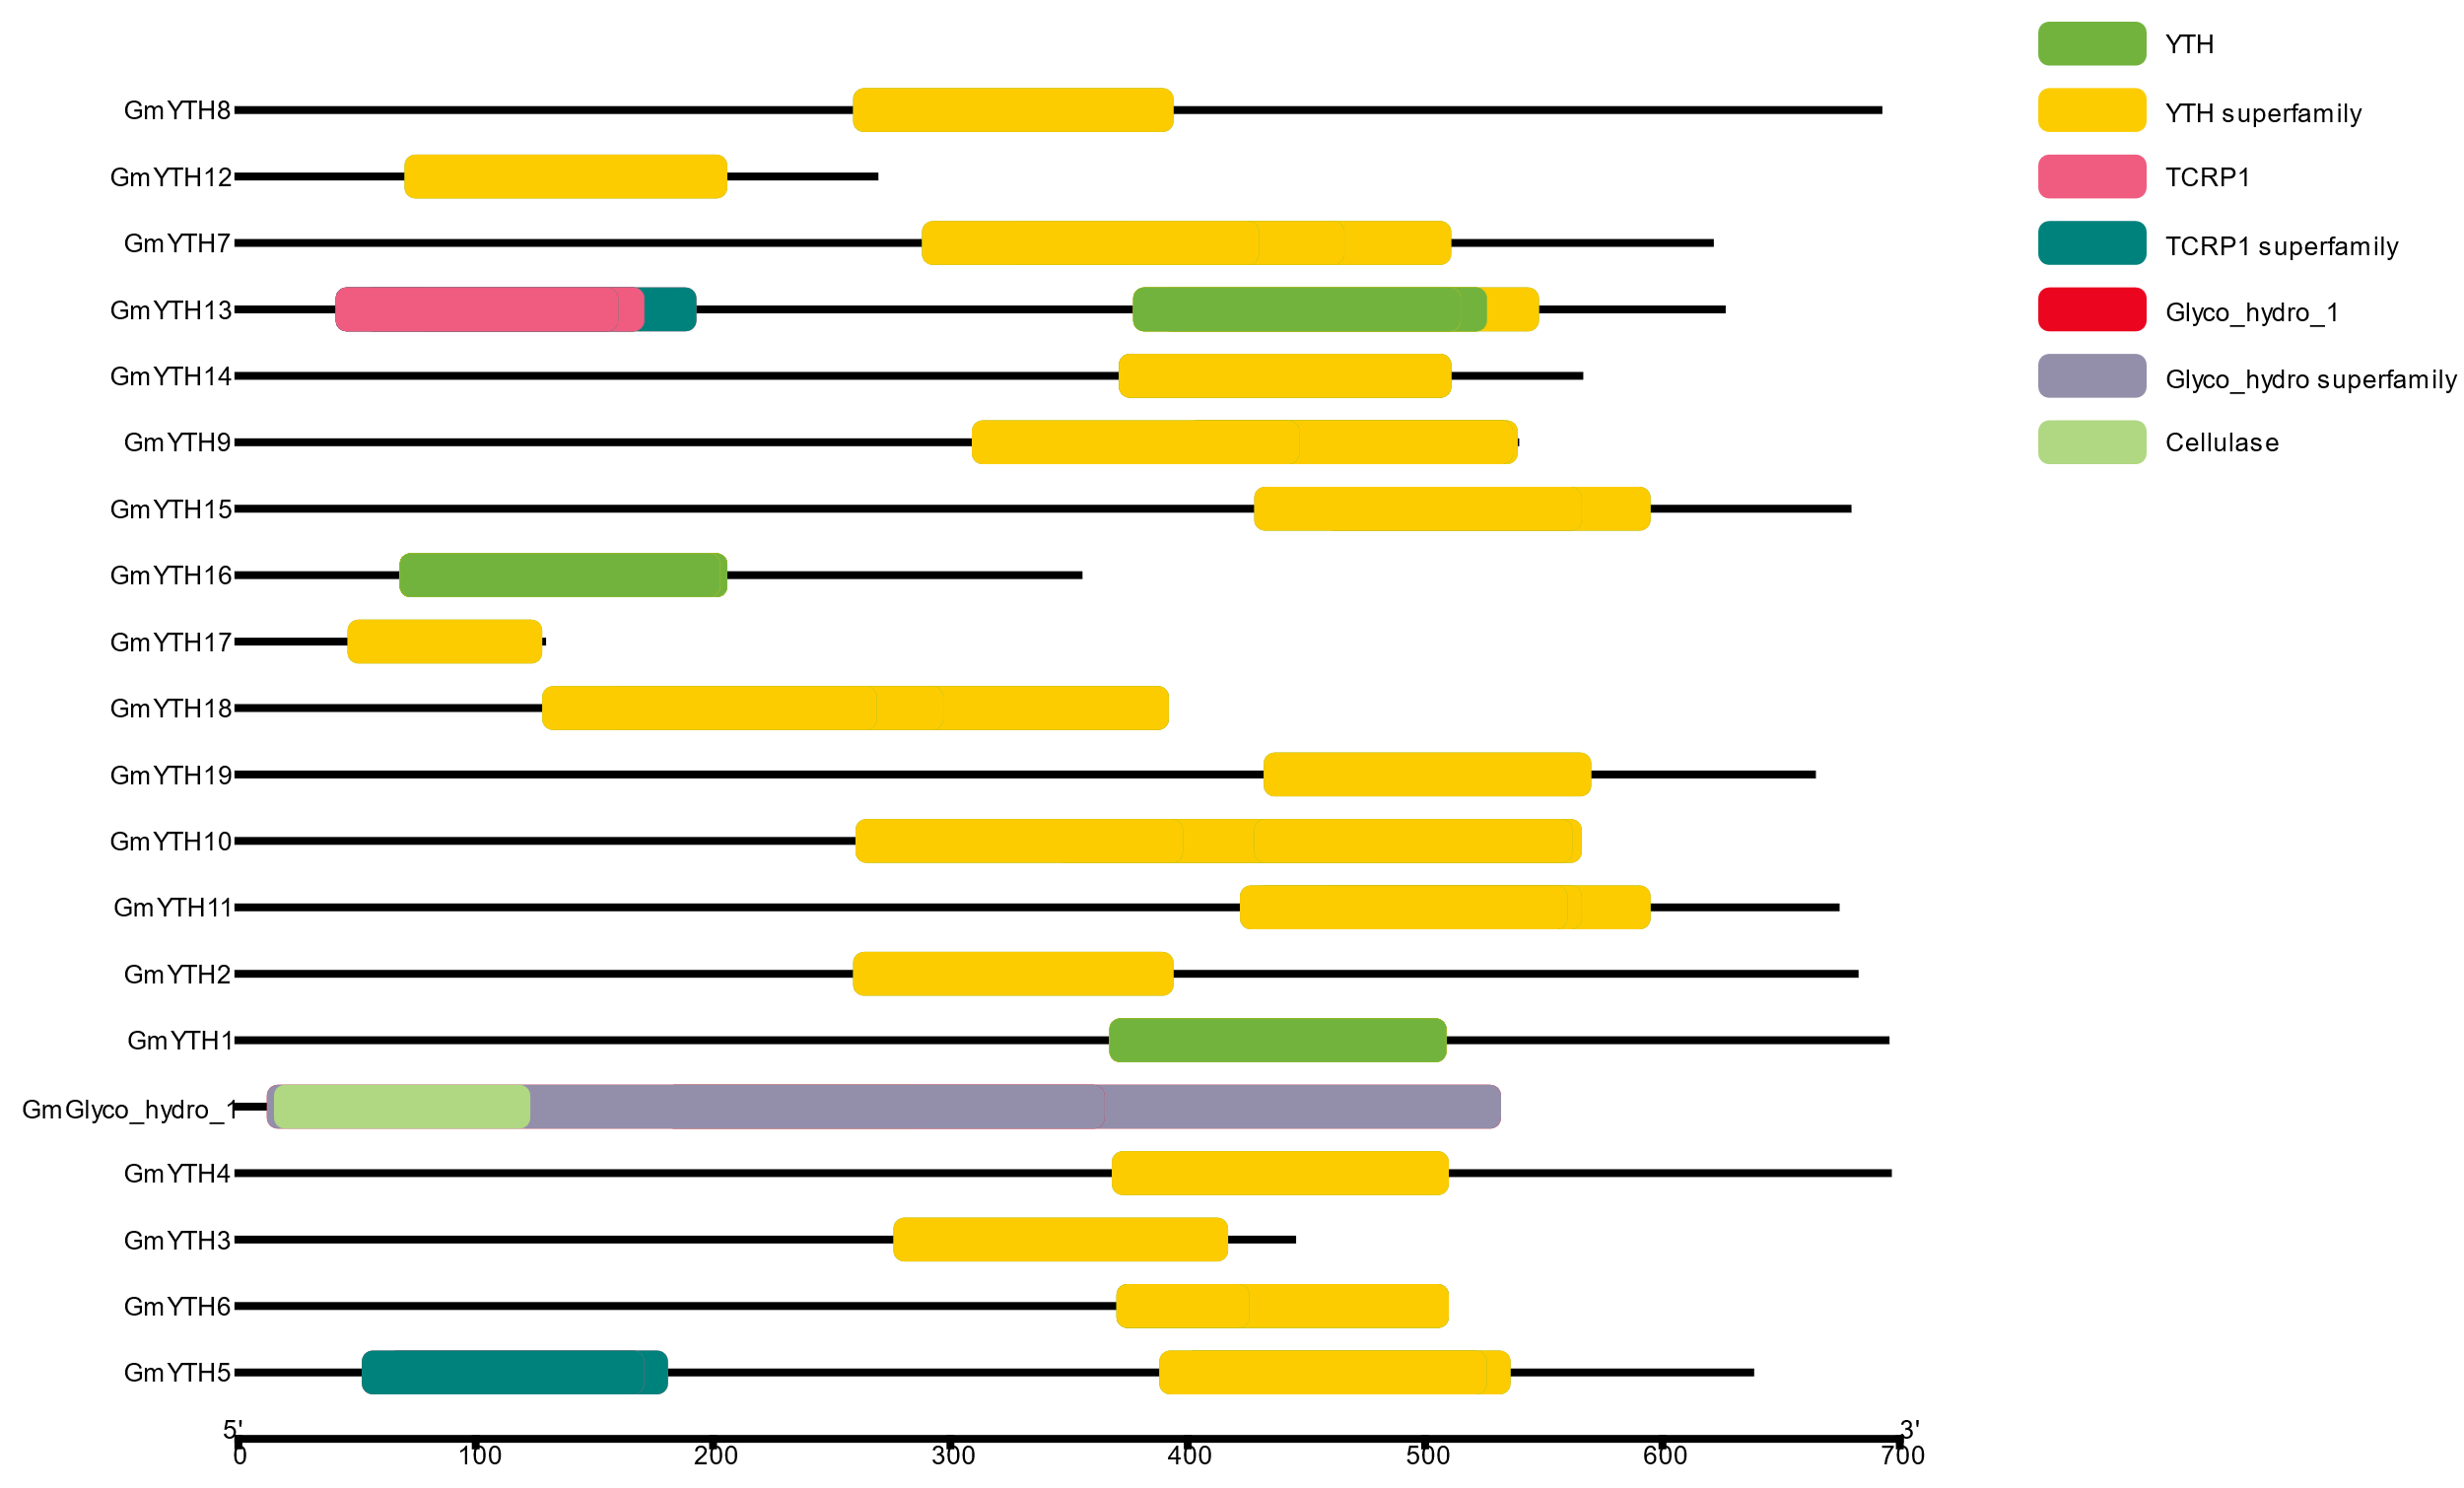 YTH
YTH superfamily
TCRP1
TCRP1 superfamily
Glyco_hydro_1
Glyco_hydro superfamily
Cellulase
GmYTH8
GmYTH12
GmYTH7
GmYTH13
GmYTH14
GmYTH9
GmYTH15
GmYTH16
GmYTH17
GmYTH18
GmYTH19
GmYTH10
GmYTH11
GmYTH2
GmYTH1
GmGlyco_hydro_1
GmYTH4
GmYTH3
GmYTH6
GmYTH5
5' 3'
0 100 200 300 400 500 600 700